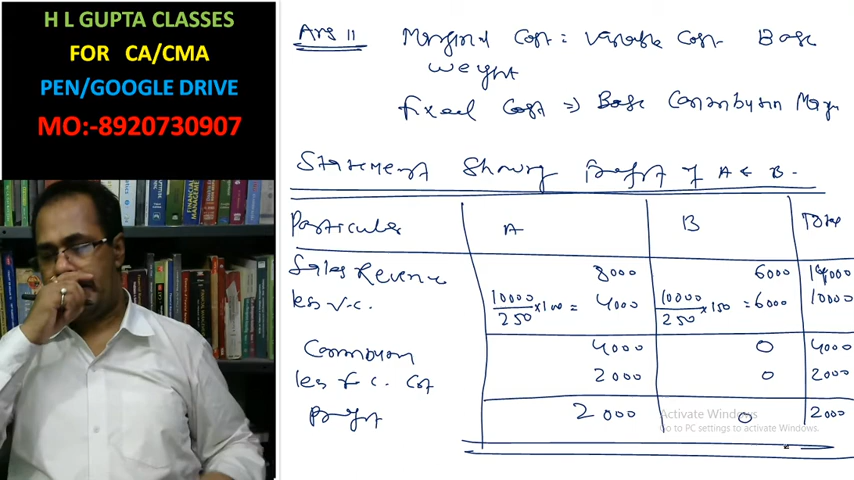 H L GUPTA CLASSES
FOR CA/CMA
PEN/GOOGLE DRIVE
MO:-8920730907
Ans 11 Marginal Cost = Variable Cost Base
weight
fixed Cost => Base Contribution Margin
Statement Showing Profit of A & B.
Particular A B Total
Sales Revenue 8000 6000 14000
less v.c. 10000/250 × 100 = 4000 10000/250 × 150 = 6000 10000
Contribution 4000 0 4000
less f.c. Cost 2000 0 2000
Profit 2000 0 2000
Activate Windows
Go to PC settings to activate Windows.